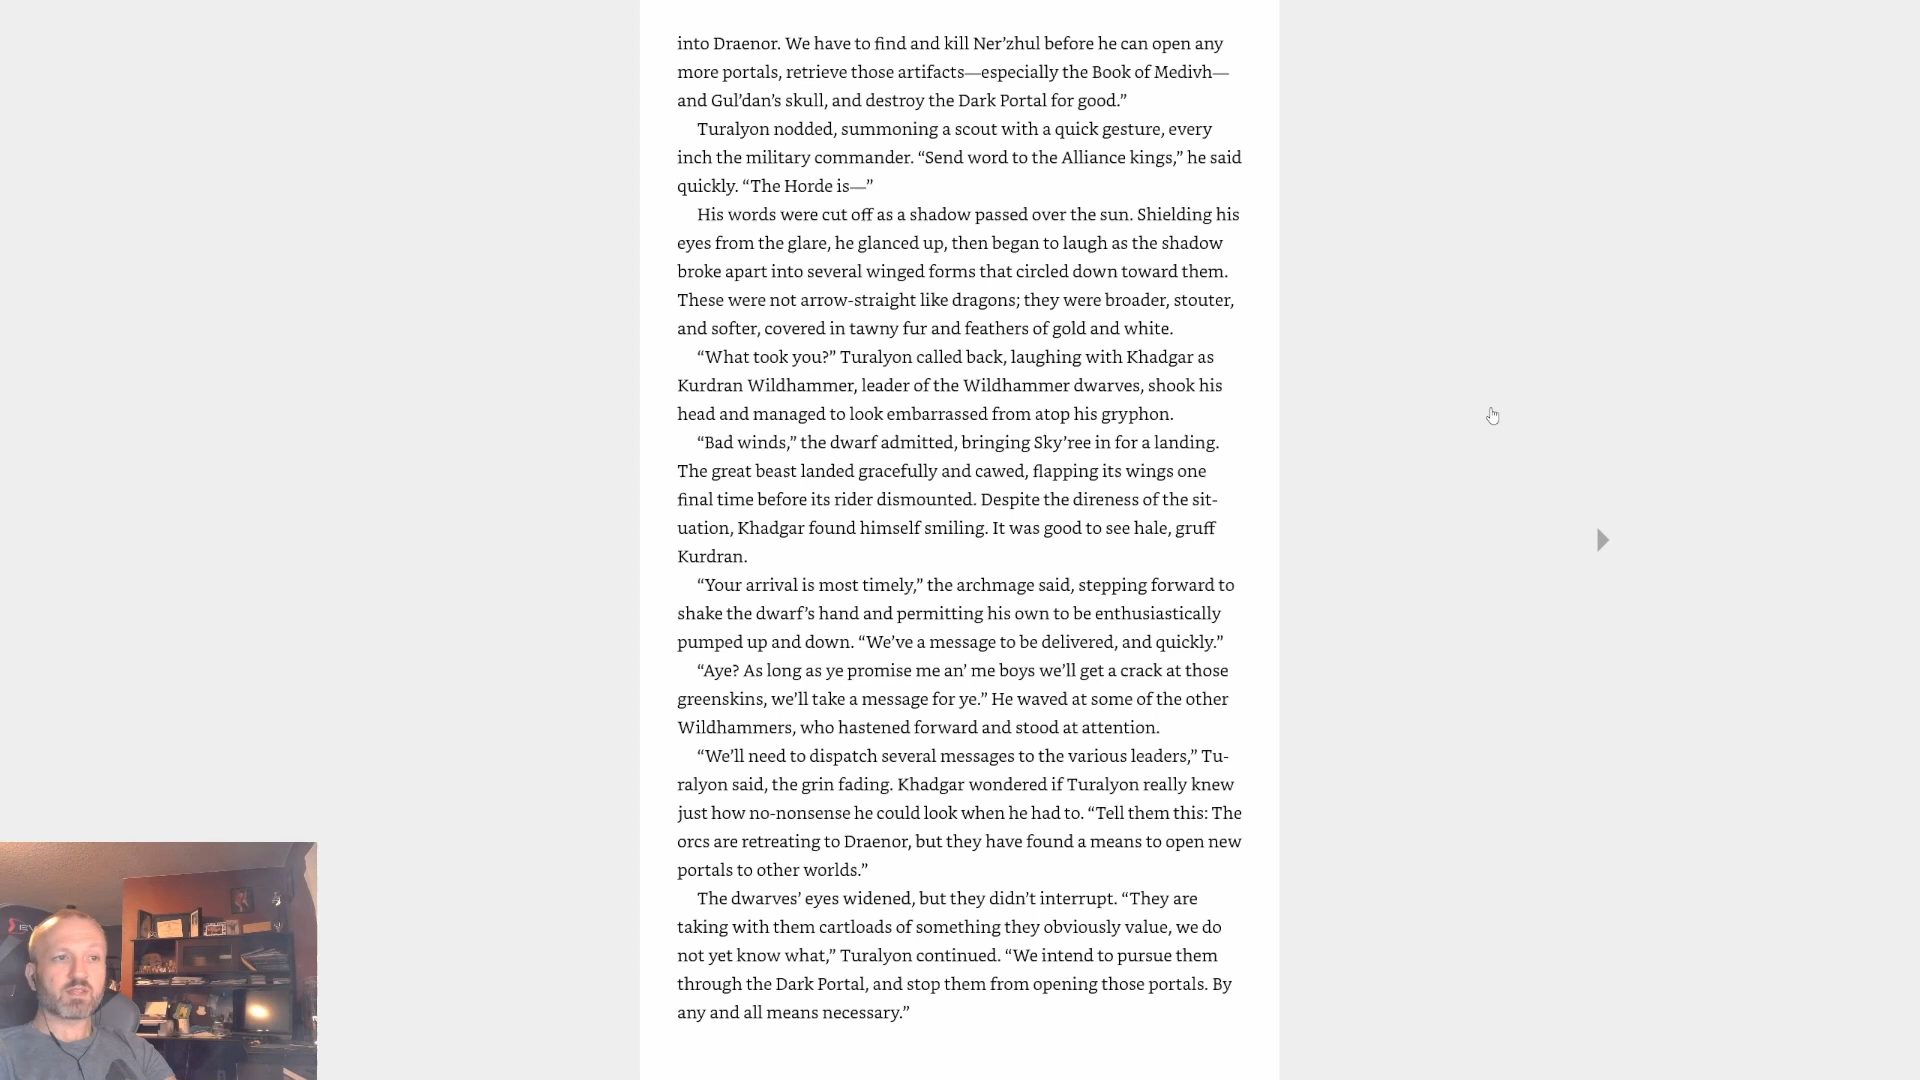 into Draenor. We have to find and kill Ner’zhul before he can open any
more portals, retrieve those artifacts—especially the Book of Medivh—
and Gul’dan’s skull, and destroy the Dark Portal for good.”
Turalyon nodded, summoning a scout with a quick gesture, every
inch the military commander. “Send word to the Alliance kings,” he said
quickly. “The Horde is—”
His words were cut off as a shadow passed over the sun. Shielding his
eyes from the glare, he glanced up, then began to laugh as the shadow
broke apart into several winged forms that circled down toward them.
These were not arrow-straight like dragons; they were broader, stouter,
and softer, covered in tawny fur and feathers of gold and white.
“What took you?” Turalyon called back, laughing with Khadgar as
Kurdran Wildhammer, leader of the Wildhammer dwarves, shook his
head and managed to look embarrassed from atop his gryphon.
“Bad winds,” the dwarf admitted, bringing Sky’ree in for a landing.
The great beast landed gracefully and cawed, flapping its wings one
final time before its rider dismounted. Despite the direness of the sit-
uation, Khadgar found himself smiling. It was good to see hale, gruff
Kurdran.
“Your arrival is most timely,” the archmage said, stepping forward to
shake the dwarf’s hand and permitting his own to be enthusiastically
pumped up and down. “We’ve a message to be delivered, and quickly.”
“Aye? As long as ye promise me an’ me boys we’ll get a crack at those
greenskins, we’ll take a message for ye.” He waved at some of the other
Wildhammers, who hastened forward and stood at attention.
“We’ll need to dispatch several messages to the various leaders,” Tu-
ralyon said, the grin fading. Khadgar wondered if Turalyon really knew
just how no-nonsense he could look when he had to. “Tell them this: The
orcs are retreating to Draenor, but they have found a means to open new
portals to other worlds.”
The dwarves’ eyes widened, but they didn’t interrupt. “They are
taking with them cartloads of something they obviously value, we do
not yet know what,” Turalyon continued. “We intend to pursue them
through the Dark Portal, and stop them from opening those portals. By
any and all means necessary.”